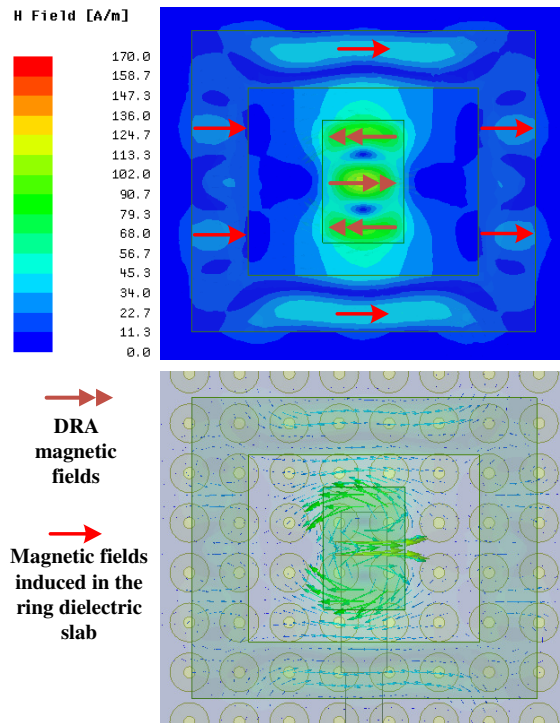 H Field [A/m]
170.0
158.7
147.3
136.0
124.7
113.3
102.0
90.7
79.3
68.0
56.7
45.3
34.0
22.7
11.3
0.0
DRA
magnetic
fields
Magnetic fields
induced in the
ring dielectric
slab